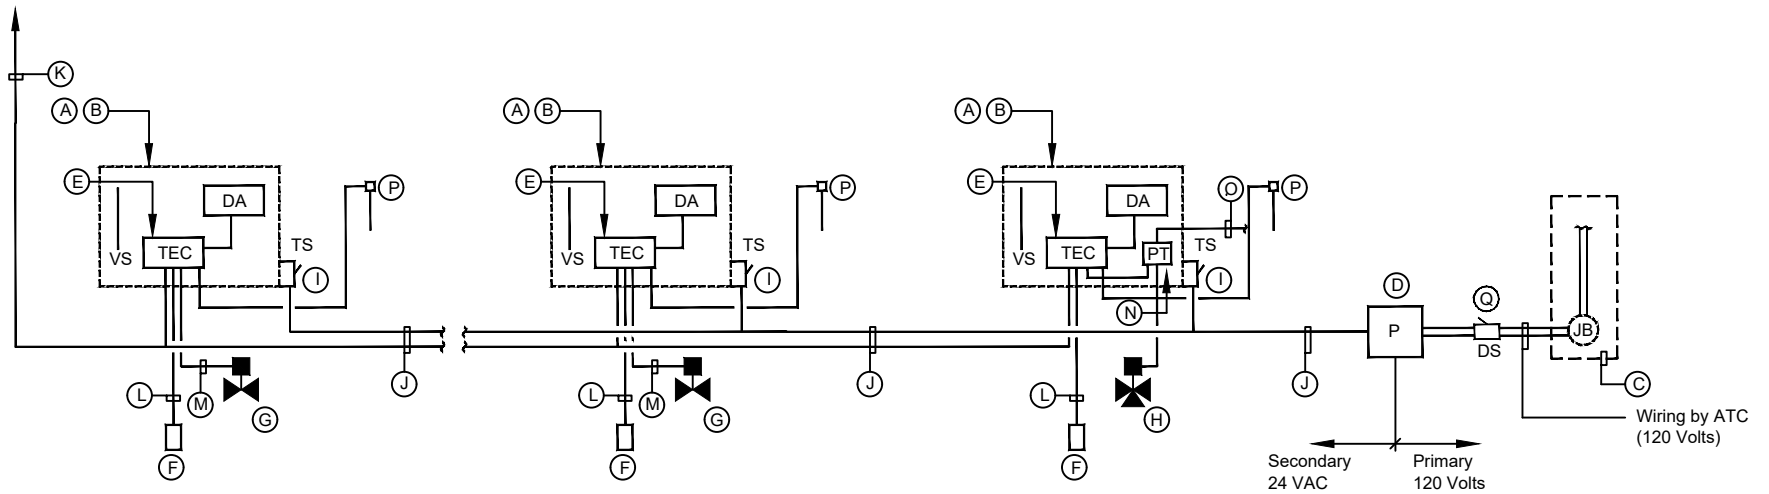 K
A B
A B
A B
E
DA
P
E
DA
P
E
DA
O
P
VS
TEC
TS
I
VS
TEC
TS
I
VS
TEC
PT
TS
I
N
D
P
Q
DS
JB
L
M
G
F
J
L
M
G
F
J
L
H
F
J
C
Wiring by ATC
(120 Volts)
Secondary
24 VAC
Primary
120 Volts